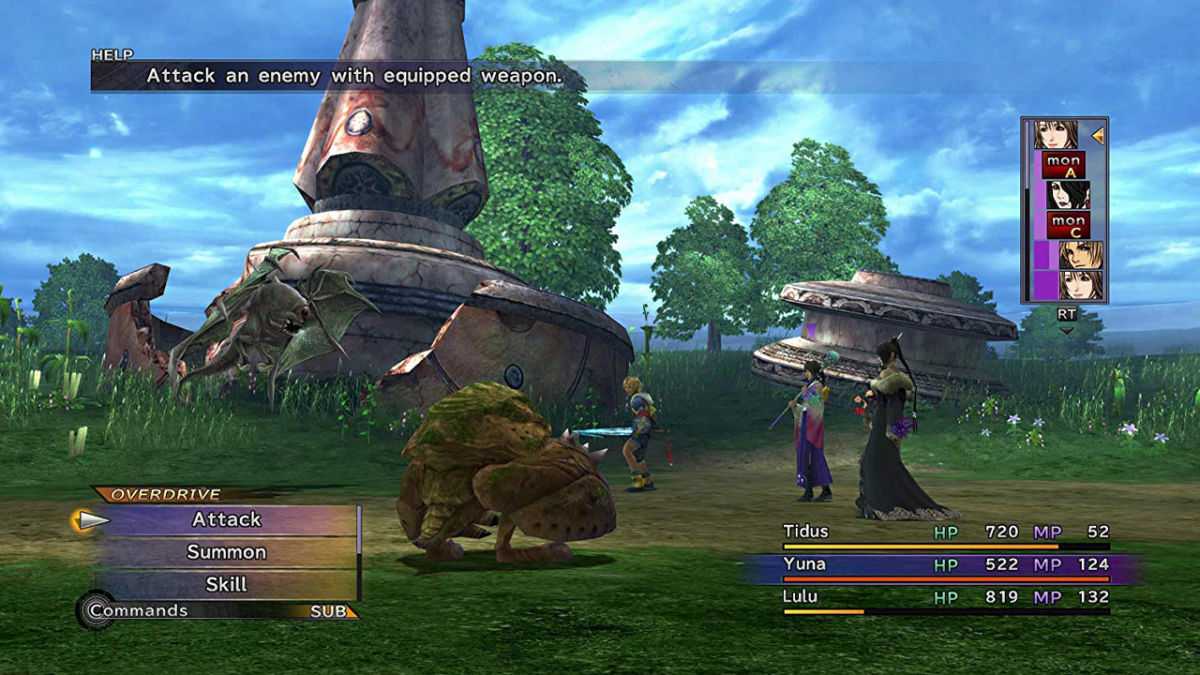 HELP
Attack an enemy with equipped weapon.
mon
A
mon
C
RT
OVERDRIVE
Attack
Summon
Skill
Commands SUB
Tidus HP 720 MP 52
Yuna HP 522 MP 124
Lulu HP 819 MP 132